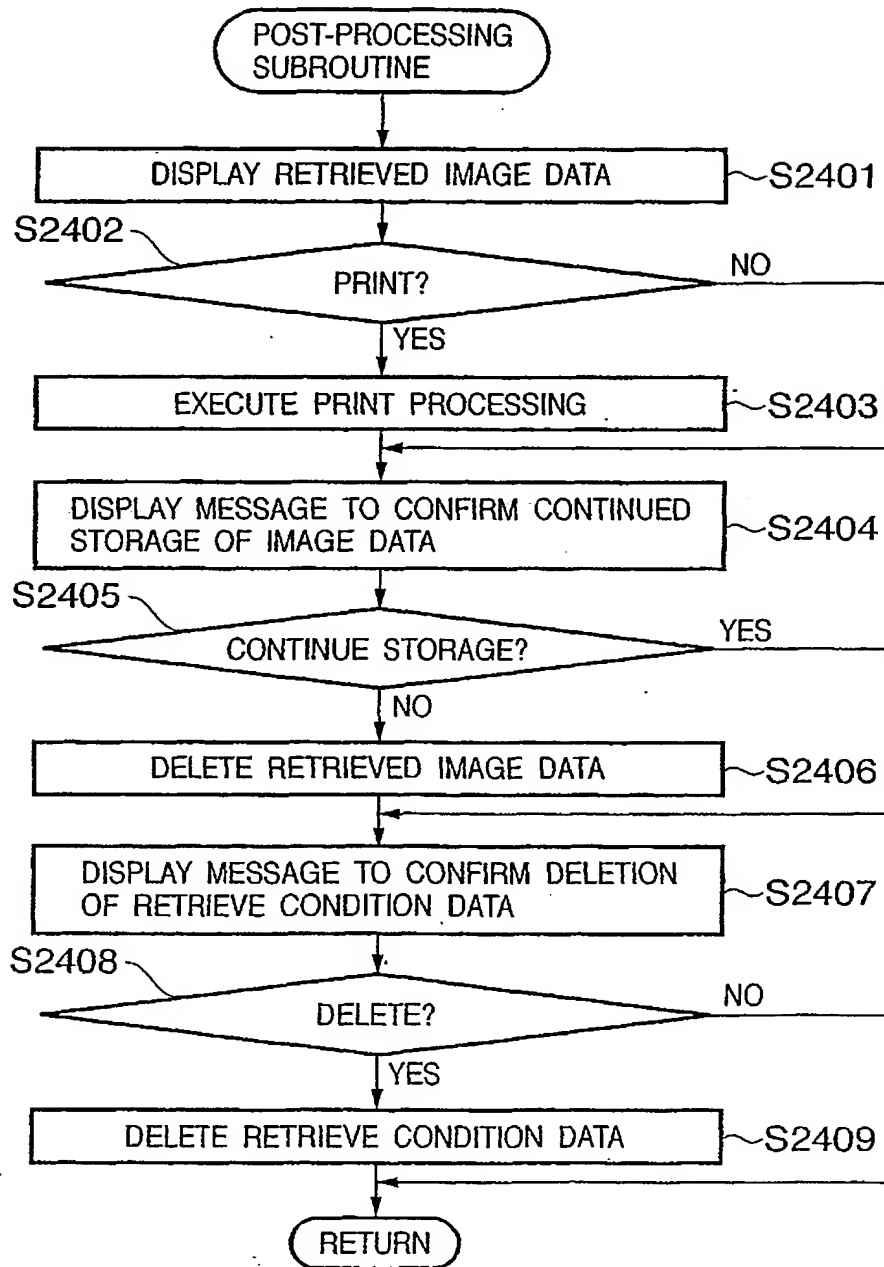 POST-PROCESSING
SUBROUTINE
DISPLAY RETRIEVED IMAGE DATA
S2401
S2402
PRINT?
NO
YES
EXECUTE PRINT PROCESSING
S2403
DISPLAY MESSAGE TO CONFIRM CONTINUED
STORAGE OF IMAGE DATA
S2404
S2405
CONTINUE STORAGE?
YES
NO
DELETE RETRIEVED IMAGE DATA
S2406
DISPLAY MESSAGE TO CONFIRM DELETION
OF RETRIEVE CONDITION DATA
S2407
S2408
DELETE?
NO
YES
DELETE RETRIEVE CONDITION DATA
S2409
RETURN